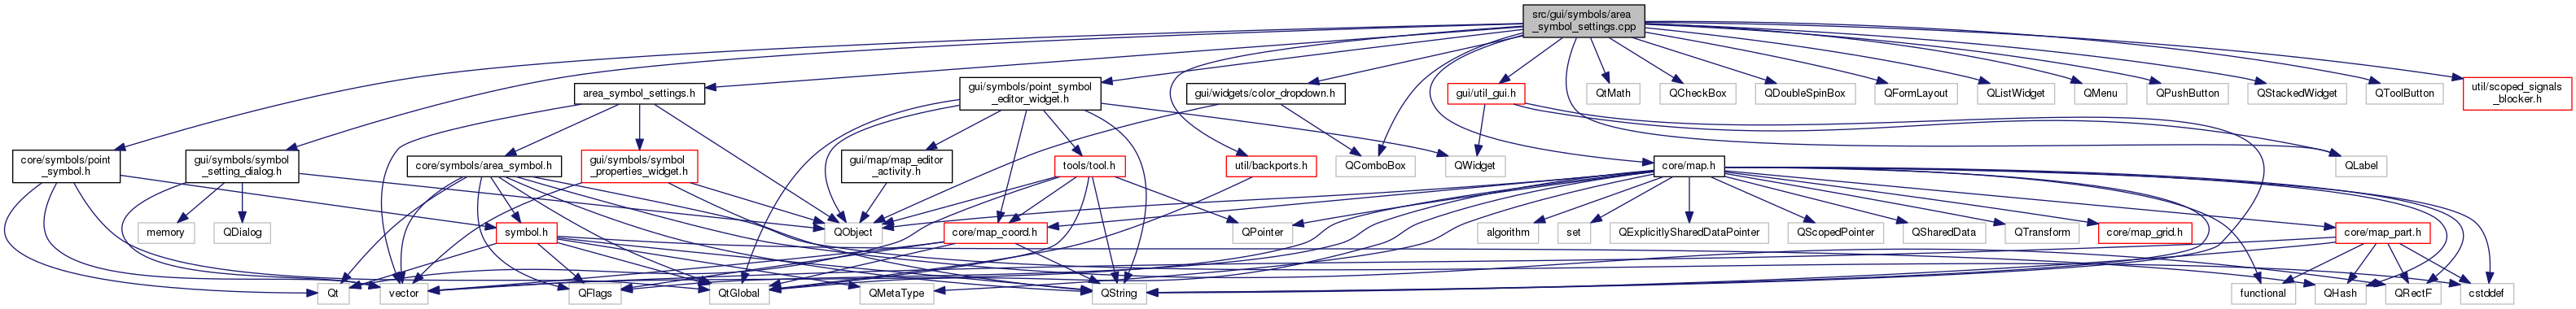 src/gui/symbols/area
_symbol_settings.cpp
area_symbol_settings.h
gui/symbols/point_symbol
_editor_widget.h
gui/widgets/color_dropdown.h
gui/util_gui.h
QtMath
QCheckBox
QDoubleSpinBox
QFormLayout
QListWidget
QMenu
QPushButton
QStackedWidget
QToolButton
util/scoped_signals
_blocker.h
core/symbols/point
_symbol.h
gui/symbols/symbol
_setting_dialog.h
core/symbols/area_symbol.h
gui/symbols/symbol
_properties_widget.h
gui/map/map_editor
_activity.h
tools/tool.h
util/backports.h
QComboBox
QWidget
core/map.h
QLabel
memory
QDialog
symbol.h
QObject
core/map_coord.h
QPointer
algorithm
set
QExplicitlySharedDataPointer
QScopedPointer
QSharedData
QTransform
core/map_grid.h
core/map_part.h
Qt
vector
QFlags
QtGlobal
QMetaType
QString
functional
QHash
QRectF
cstddef